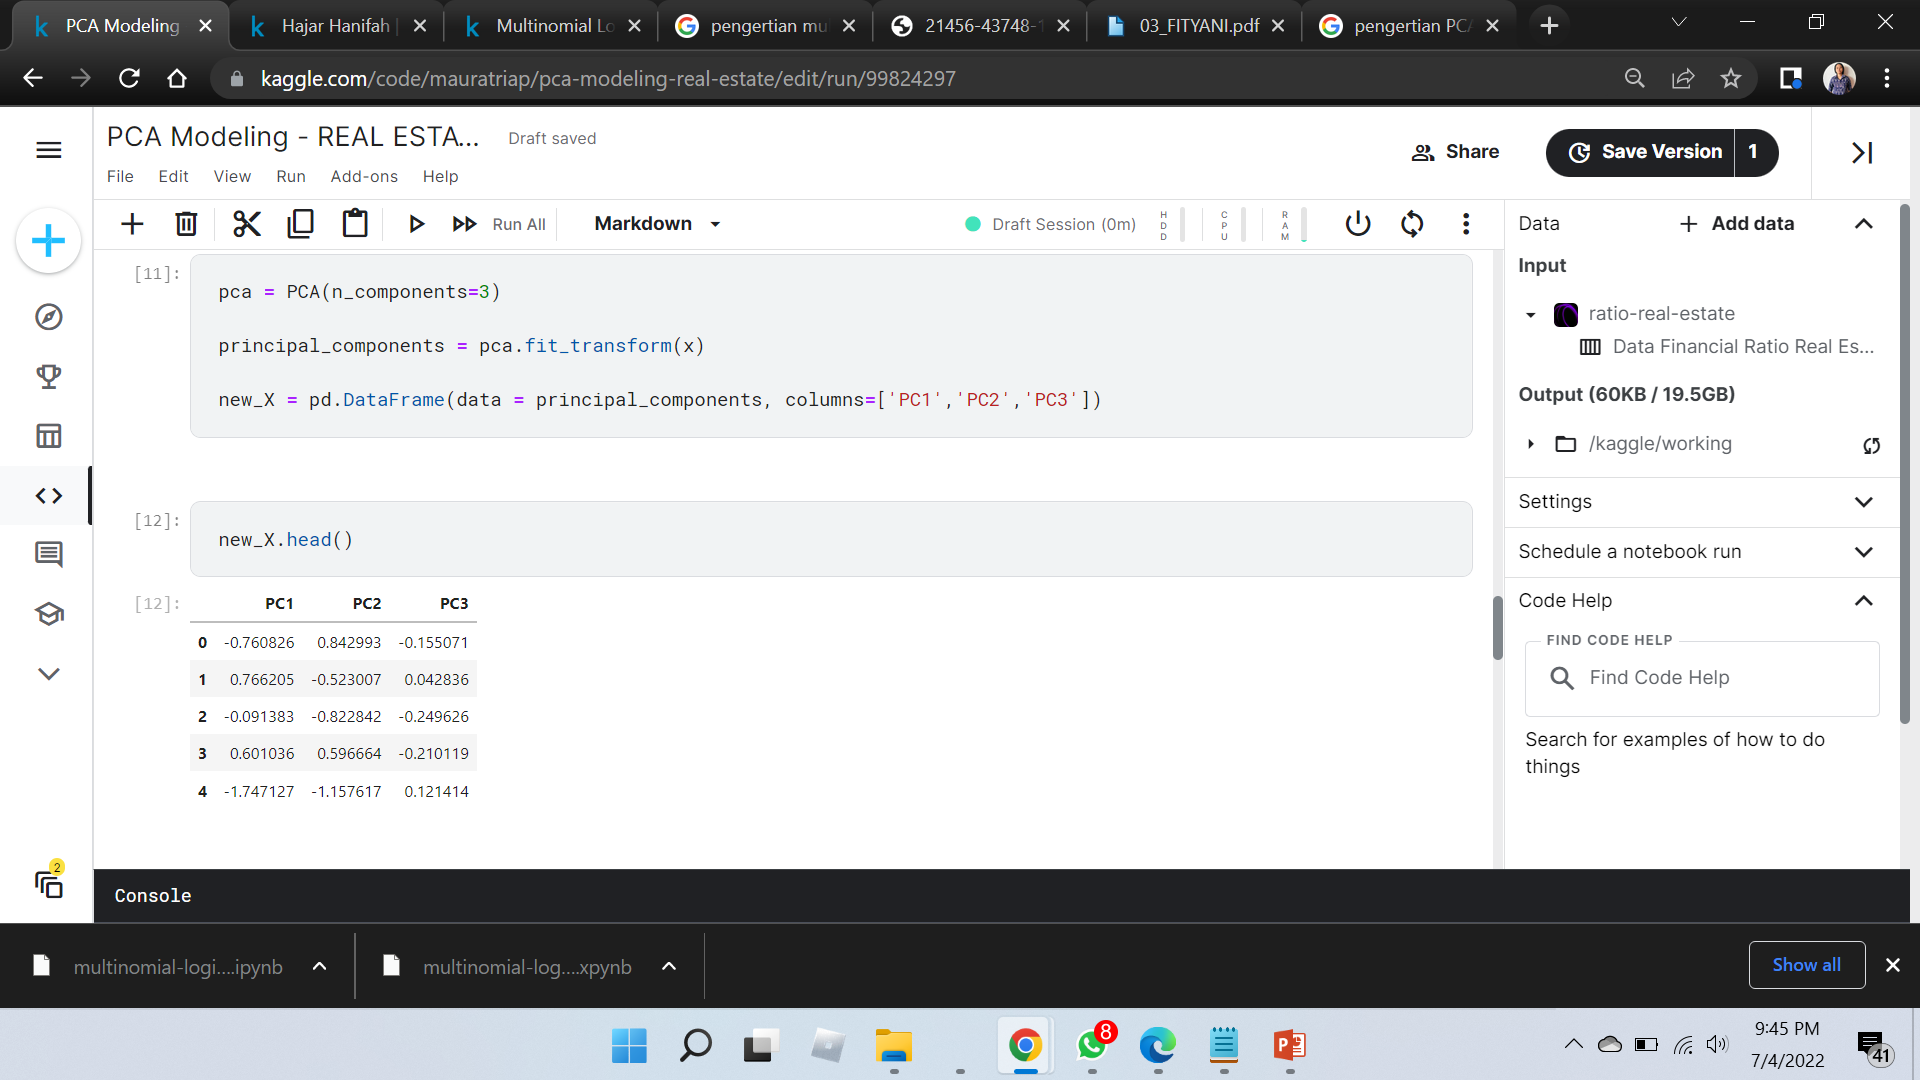 PCA Modeling
Hajar Hanifah |
Multinomial Lo
pengertian mu
21456-43748-1
03_FITYANI.pdf
pengertian PCA
kaggle.com/code/mauratriap/pca-modeling-real-estate/edit/run/99824297
PCA Modeling - REAL ESTA...
Draft saved
File Edit View Run Add-ons Help
Share
Save Version 1
Run All
Markdown
Draft Session (0m)
HDD
CPU
RAM
[11]:
pca = PCA(n_components=3)
principal_components = pca.fit_transform(x)
new_X = pd.DataFrame(data = principal_components, columns=['PC1','PC2','PC3'])
[12]:
new_X.head()
[12]:
PC1 PC2 PC3
0 -0.760826 0.842993 -0.155071
1 0.766205 -0.523007 0.042836
2 -0.091383 -0.822842 -0.249626
3 0.601036 0.596664 -0.210119
4 -1.747127 -1.157617 0.121414
Data
Add data
Input
ratio-real-estate
Data Financial Ratio Real Es...
Output (60KB / 19.5GB)
/kaggle/working
Settings
Schedule a notebook run
Code Help
FIND CODE HELP
Find Code Help
Search for examples of how to do
things
2
Console
multinomial-logi....ipynb
multinomial-log....xpynb
Show all
8
9:45 PM
7/4/2022
41